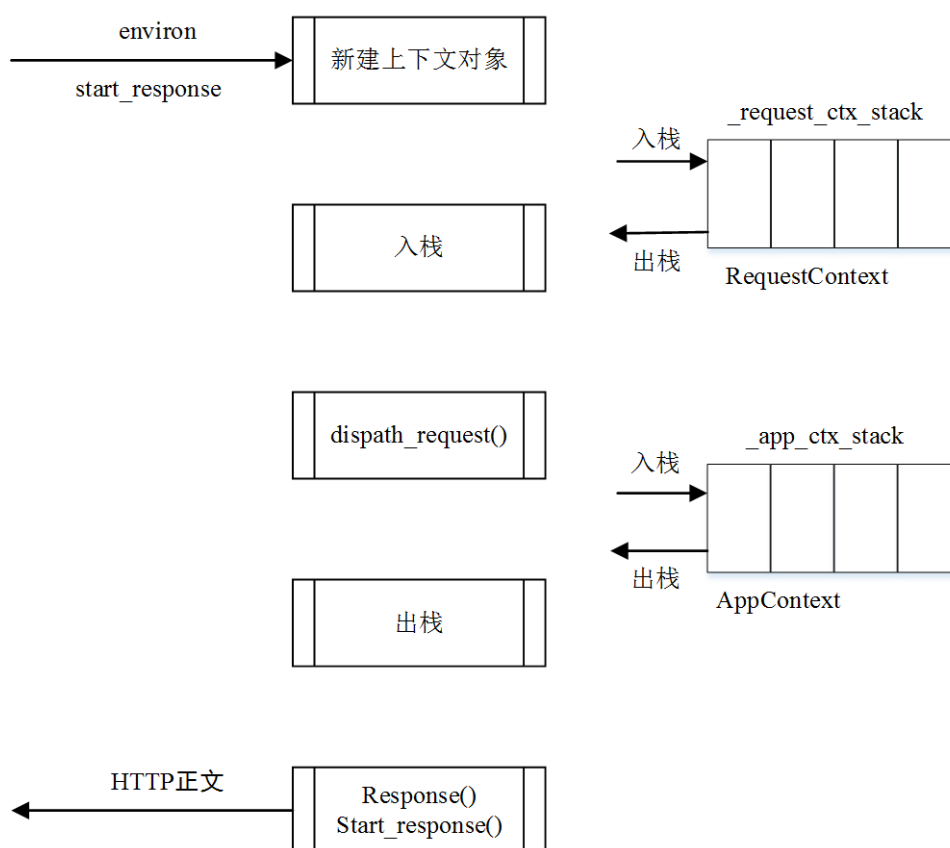 environ
start_response
新建上下文对象
_request_ctx_stack
入栈
出栈
RequestContext
入栈
dispath_request()
_app_ctx_stack
入栈
出栈
AppContext
出栈
HTTP正文
Response()
Start_response()